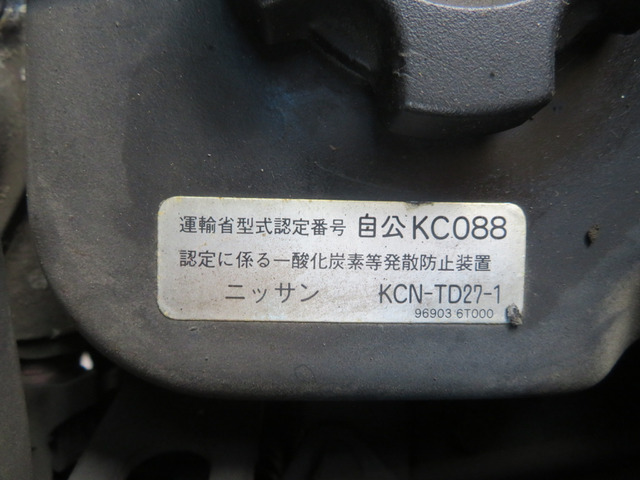 運輸省型式認定番号 自公KC088
認定に係る一酸化炭素等発散防止装置
ニッサン KCN-TD27-1
96903 6T000